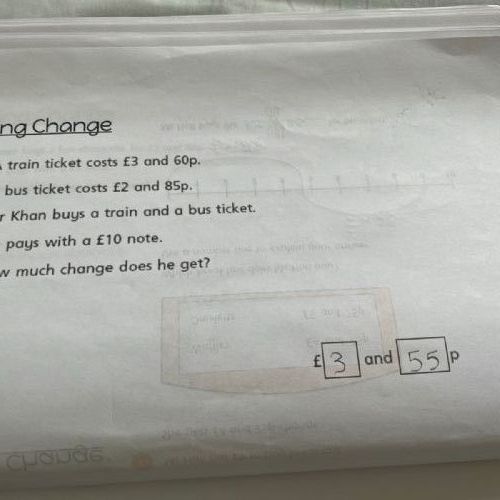 ng Change
train ticket costs £3 and 60p.
bus ticket costs £2 and 85p.
r Khan buys a train and a bus ticket.
pays with a £10 note.
w much change does he get?
£ 3 and 55 p